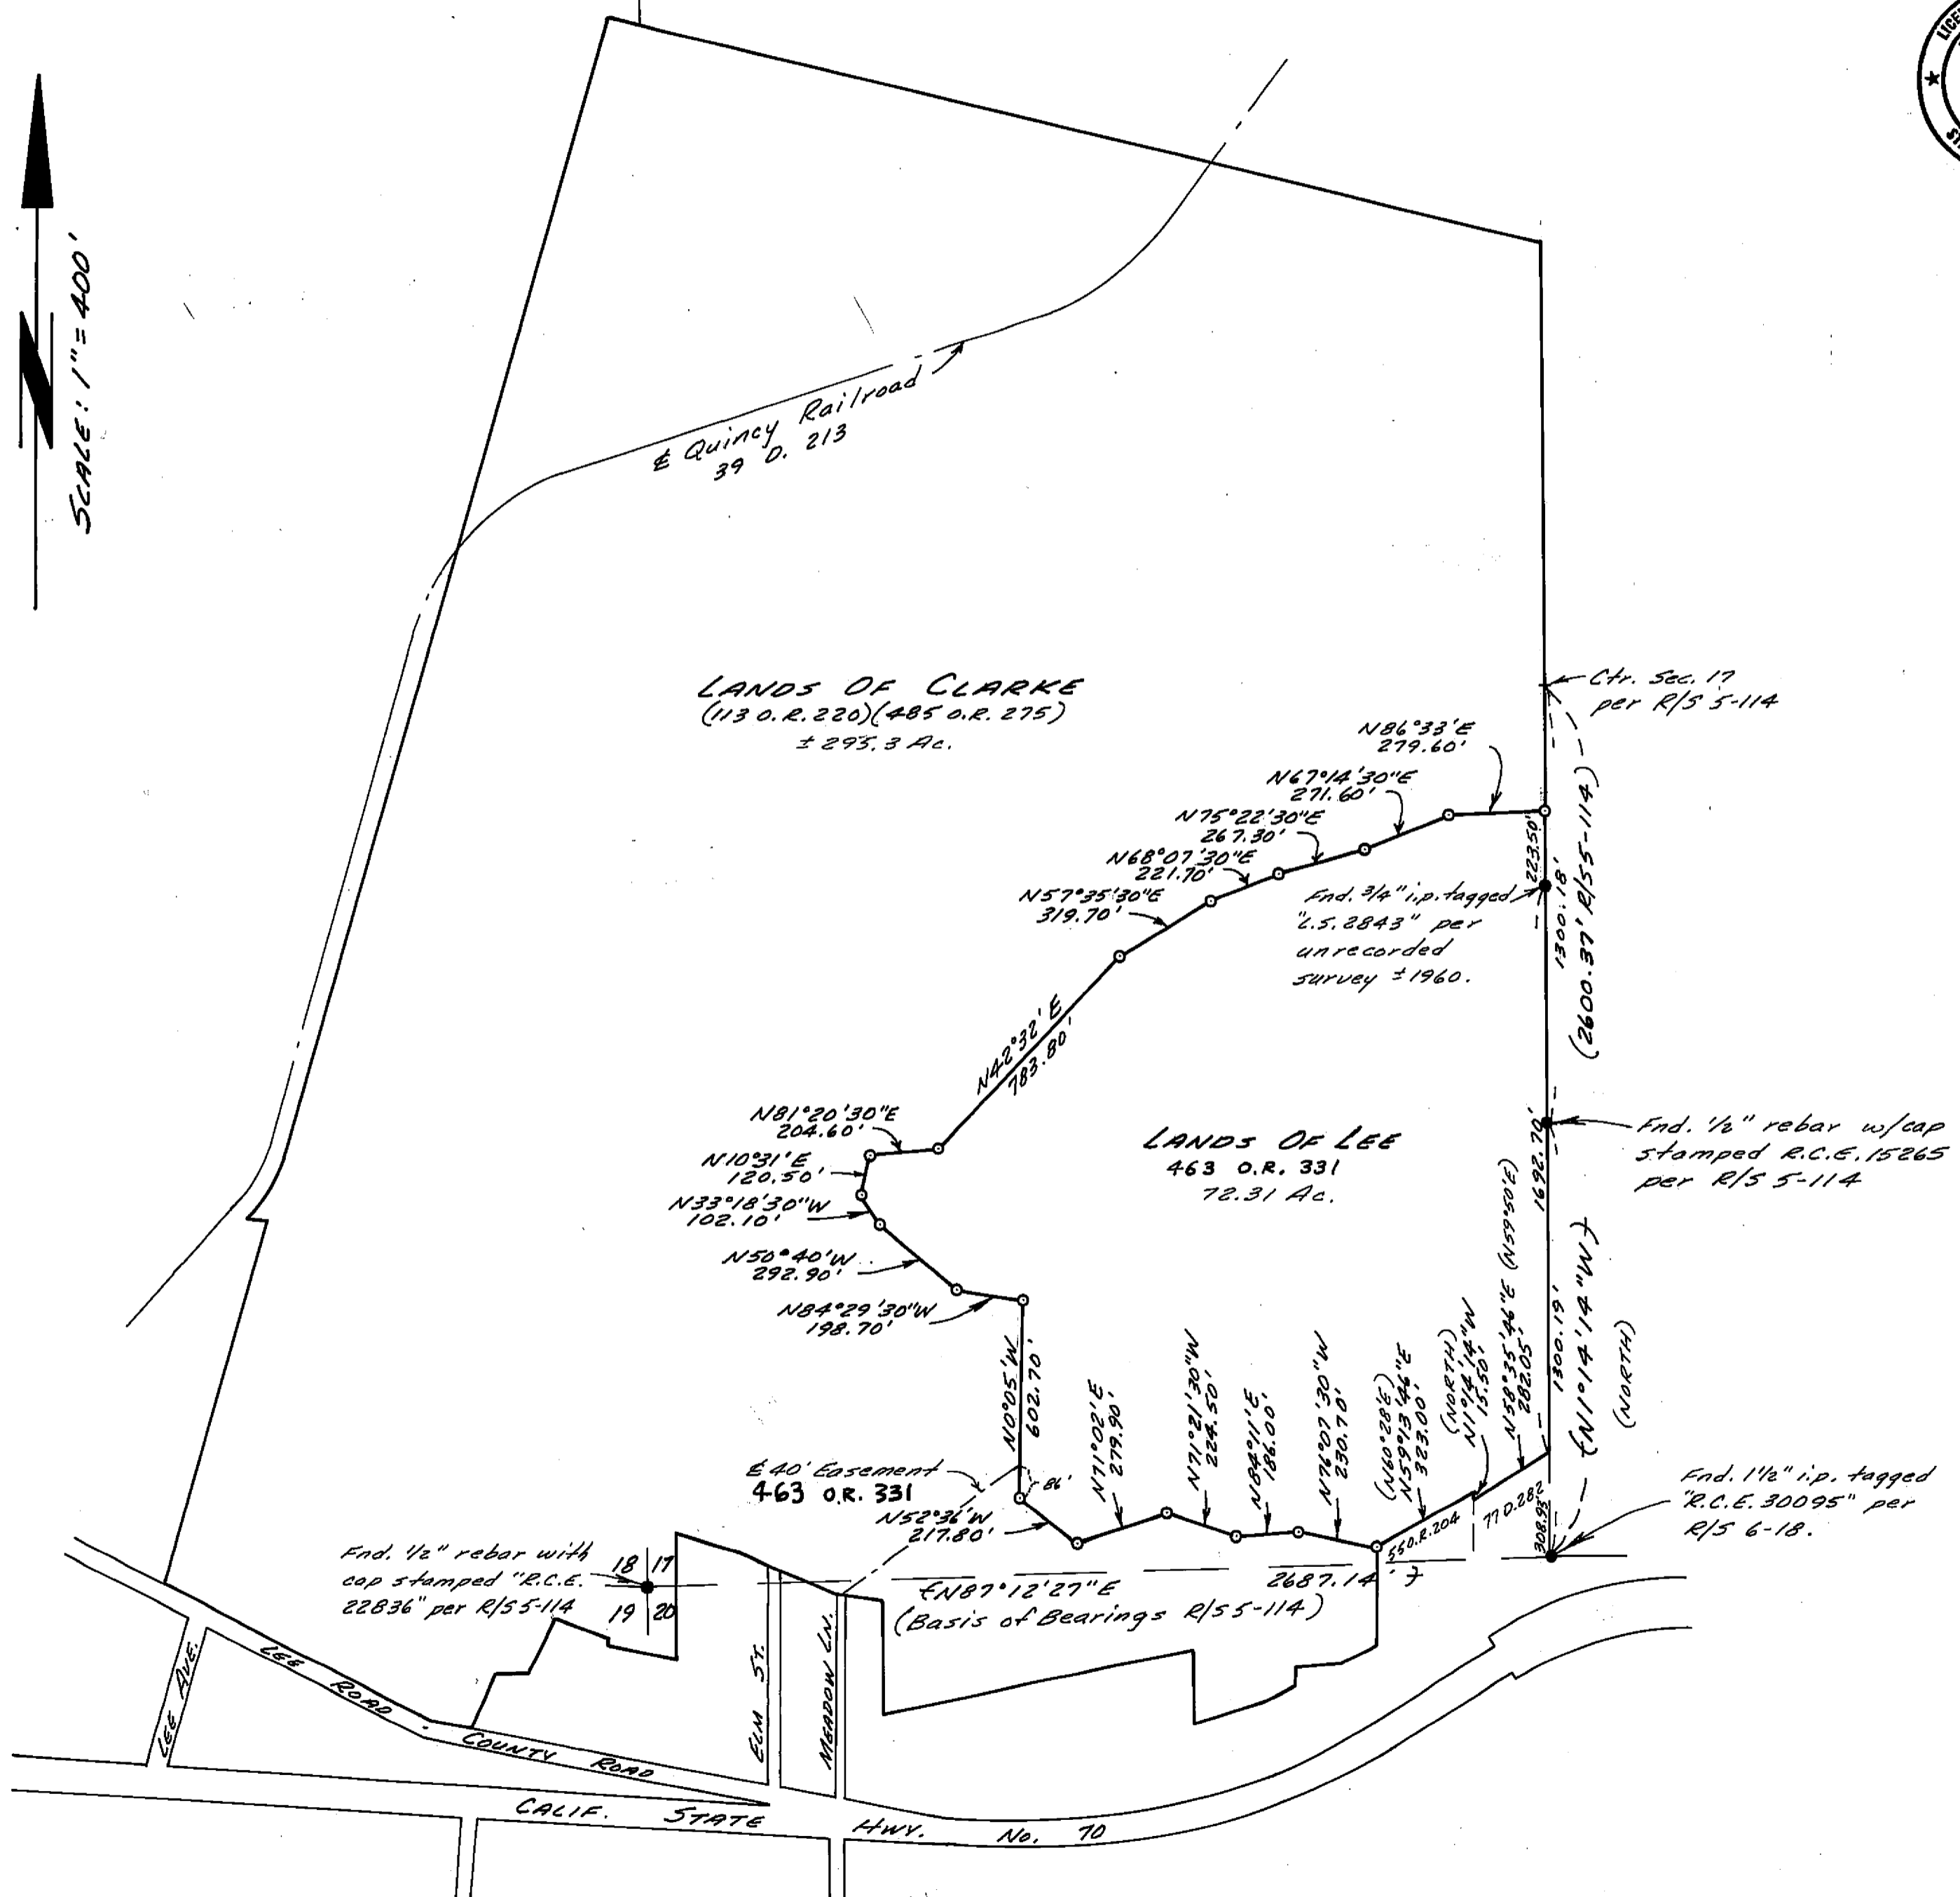 LICEN
N
SCALE: 1" = 400'
℄ Quincy Railroad
39 D. 213
LANDS OF CLARKE
(113 O.R. 220)(485 O.R. 275)
± 295.3 Ac.
Ctr. Sec. 17
per R/S 5-114
N86°33'E
279.60'
N67°14'30"E
271.60'
N75°22'30"E
267.30'
N68°07'30"E
221.70'
N57°35'30"E
319.70'
223.50'
Fnd. 3/4" i.p. tagged
"L.S. 2843" per
unrecorded
survey ± 1960.
1300.18'
(2600.37' R/S 5-114)
N42°32'E
783.80'
N81°20'30"E
204.60'
N10°31'E
120.50'
N33°18'30"W
102.10'
N50°40'W
292.90'
N84°29'30"W
198.70'
LANDS OF LEE
463 O.R. 331
72.31 Ac.
Fnd. 1/2" rebar w/cap
stamped R.C.E. 15265
per R/S 5-114
1692.70'
1300.19'
{N1°14'14"W}
(NORTH)
N0°05'W
602.70'
N71°02'E
279.90'
N71°21'30"W
224.50'
N84°11'E
186.00'
N76°07'30"W
230.70'
(N60°28'E)
N59°13'46"E
323.00'
(NORTH)
N1°14'14"W
15.50'
N58°35'46"E (N59°50'E)
282.05'
℄ 40' Easement
463 O.R. 331
86'
N52°36'W
217.80'
55 O.R. 204
77 D. 282
308.93'
Fnd. 1 1/2" i.p. tagged
"R.C.E. 30095" per
R/S 6-18.
Fnd. 1/2" rebar with
cap stamped "R.C.E.
22836" per R/S 5-114
18 17
19 20
{N87°12'27"E 2687.14'}
(Basis of Bearings R/S 5-114)
LEE AVE.
LEE ROAD
COUNTY ROAD
ELM ST.
MEADOW LN.
CALIF. STATE HWY. No. 70